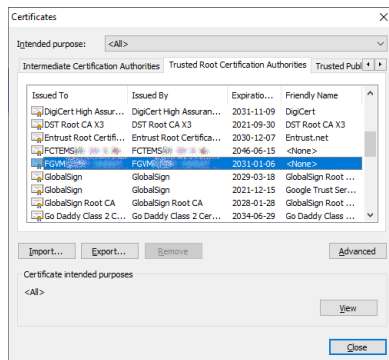 Certificates
Intended purpose: <All>
Intermediate Certification Authorities Trusted Root Certification Authorities Trusted Publ
Issued To Issued By Expiratio... Friendly Name
DigiCert High Assur... DigiCert High Assuran... 2031-11-09 DigiCert
DST Root CA X3 DST Root CA X3 2021-09-30 DST Root CA X3
Entrust Root Certifi... Entrust Root Certifica... 2030-12-07 Entrust.net
FCTEMS FCTEMS 2046-06-15 <None>
FGVM FGVM 2031-01-06 <None>
GlobalSign GlobalSign 2029-03-18 GlobalSign Root ...
GlobalSign GlobalSign 2021-12-15 Google Trust Ser...
GlobalSign Root CA GlobalSign Root CA 2028-01-28 GlobalSign Root ...
Go Daddy Class 2 C... Go Daddy Class 2 Cer... 2034-06-29 Go Daddy Class 2 ...
Import... Export... Remove Advanced
Certificate intended purposes
<All>
View
Close